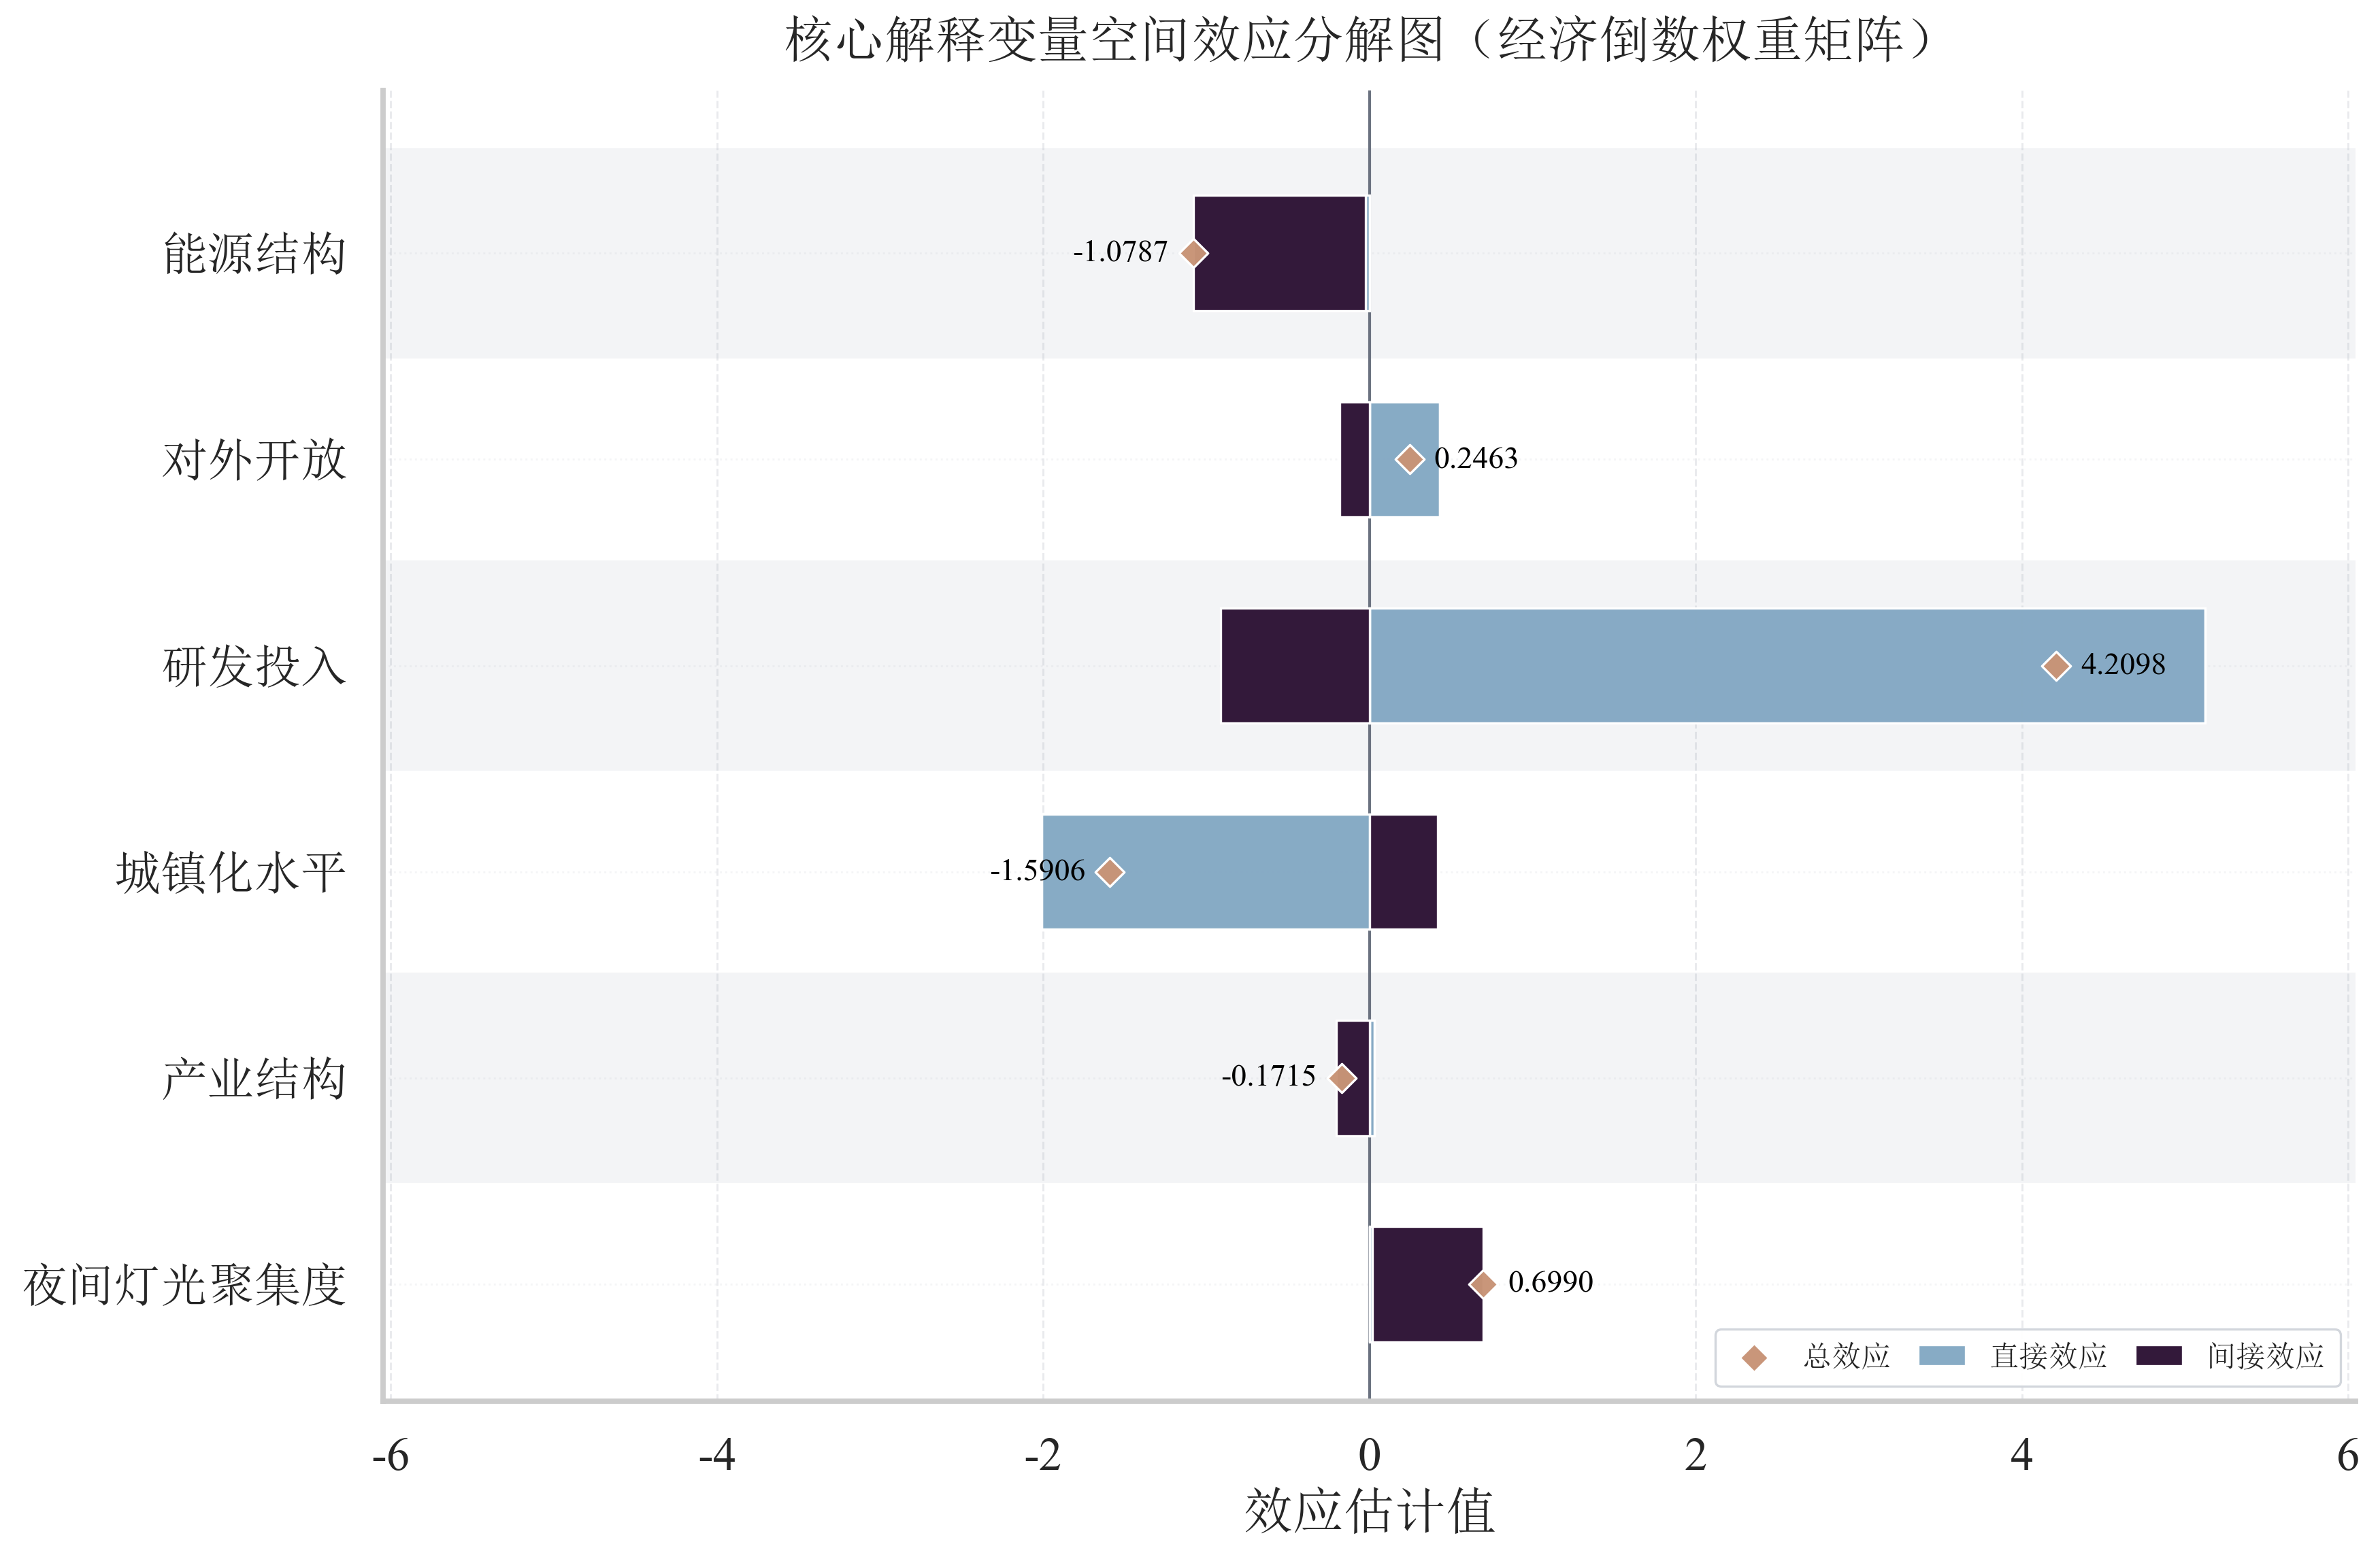 核心解释变量空间效应分解图（经济倒数权重矩阵）
能源结构
-1.0787
对外开放
0.2463
研发投入
4.2098
城镇化水平
-1.5906
产业结构
-0.1715
夜间灯光聚集度
0.6990
总效应 直接效应 间接效应
-6 -4 -2 0 2 4 6
效应估计值